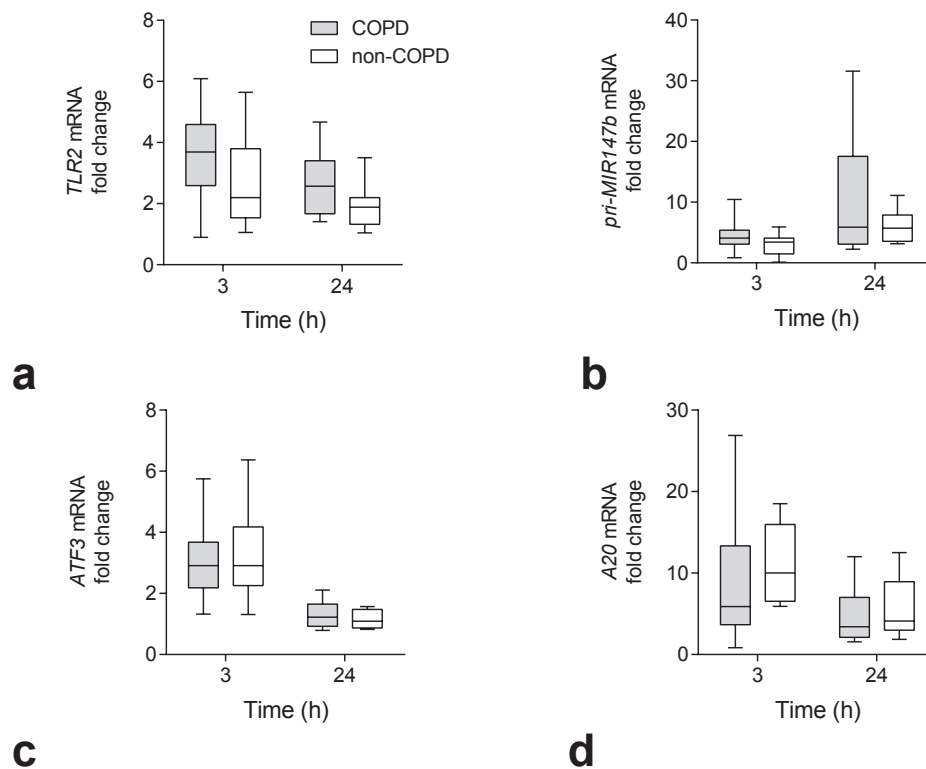 8
6
4
2
0
TLR2 mRNA
fold change
COPD
non-COPD
3
24
Time (h)
a
40
30
20
10
0
pri-MIR147b mRNA
fold change
3
24
Time (h)
b
8
6
4
2
0
ATF3 mRNA
fold change
3
24
Time (h)
c
30
20
10
0
A20 mRNA
fold change
3
24
Time (h)
d